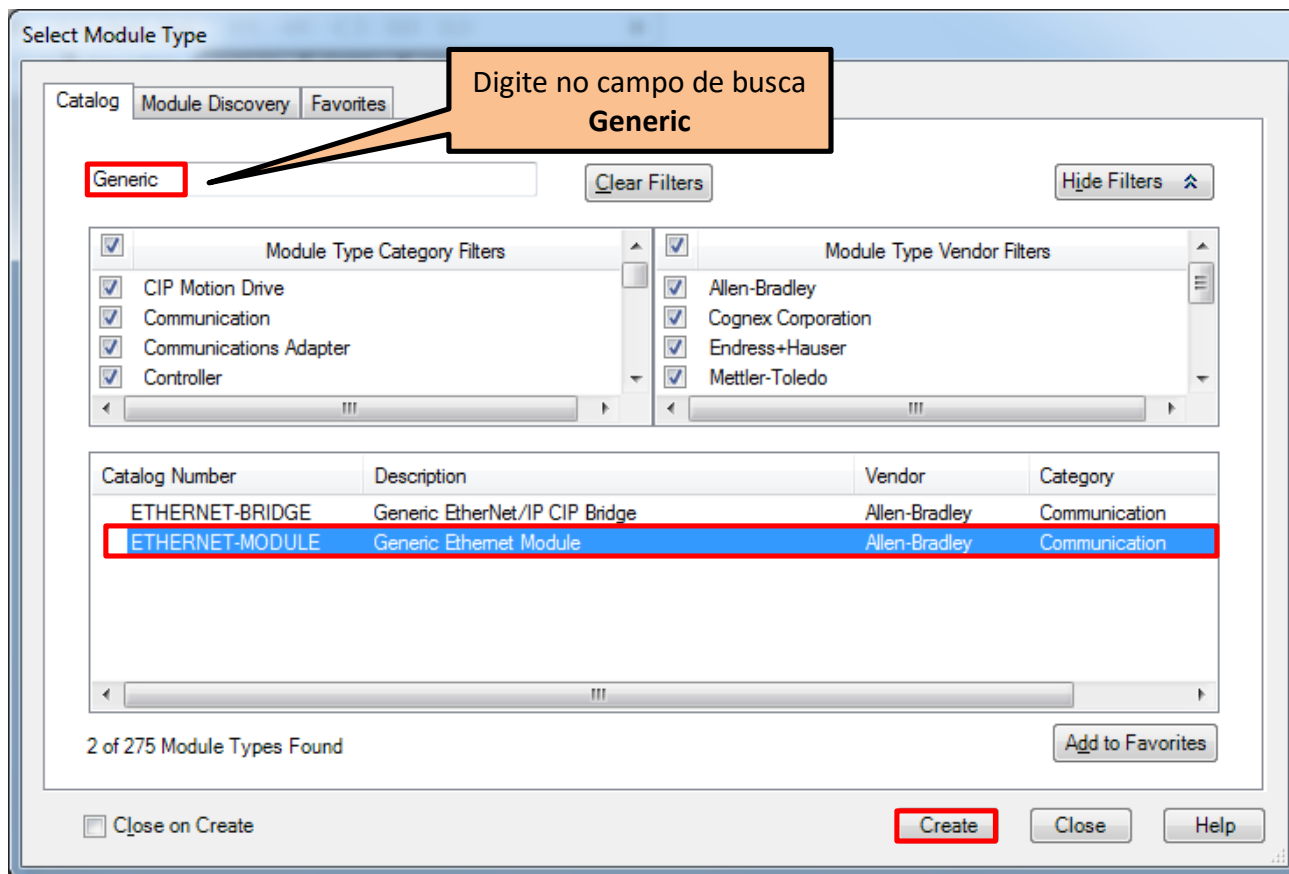 Select Module Type
Digite no campo de busca
Generic
Catalog Module Discovery Favorites
Generic Clear Filters Hide Filters
Module Type Category Filters Module Type Vendor Filters
CIP Motion Drive Allen-Bradley
Communication Cognex Corporation
Communications Adapter Endress+Hauser
Controller Mettler-Toledo
Catalog Number Description Vendor Category
ETHERNET-BRIDGE Generic EtherNet/IP CIP Bridge Allen-Bradley Communication
ETHERNET-MODULE Generic Ethernet Module Allen-Bradley Communication
2 of 275 Module Types Found Add to Favorites
Close on Create Create Close Help